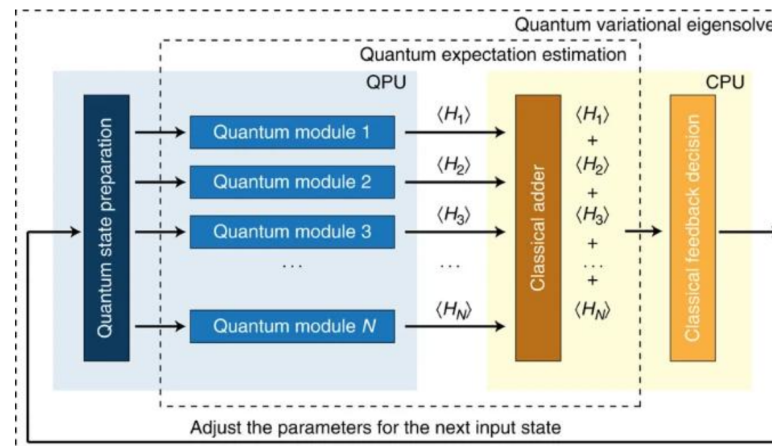 Quantum variational eigensolve
Quantum expectation estimation
QPU
CPU
Quantum state preparation
Quantum module 1
Quantum module 2
Quantum module 3
...
Quantum module N
⟨H₁⟩
⟨H₂⟩
⟨H₃⟩
...
⟨H_N⟩
Classical adder
⟨H₁⟩
+
⟨H₂⟩
+
⟨H₃⟩
+
...
+
⟨H_N⟩
Classical feedback decision
Adjust the parameters for the next input state